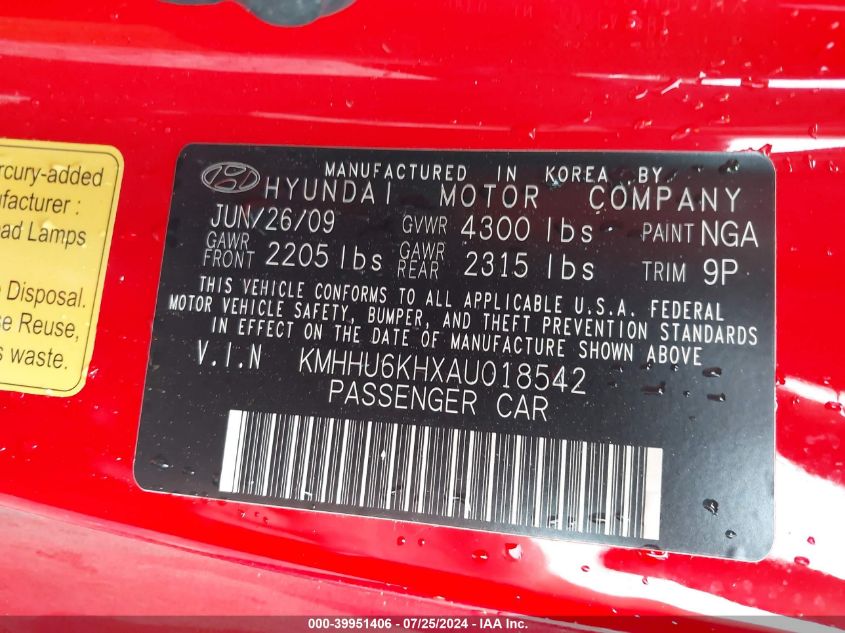 rcury-added
nufacturer :
ad Lamps
Disposal.
Reuse,
waste.
MANUFACTURED IN KOREA BY
HYUNDAI MOTOR COMPANY
JUN/26/09 GVWR 4300 lbs PAINT NGA
GAWR FRONT 2205 lbs GAWR REAR 2315 lbs TRIM 9P
THIS VEHICLE CONFORMS TO ALL APPLICABLE U.S.A. FEDERAL
MOTOR VEHICLE SAFETY, BUMPER, AND THEFT PREVENTION STANDARDS
IN EFFECT ON THE DATE OF MANUFACTURE SHOWN ABOVE
V.I.N KMHHU6KHXAU018542
PASSENGER CAR
000-39951406 - 07/25/2024 - IAA Inc.